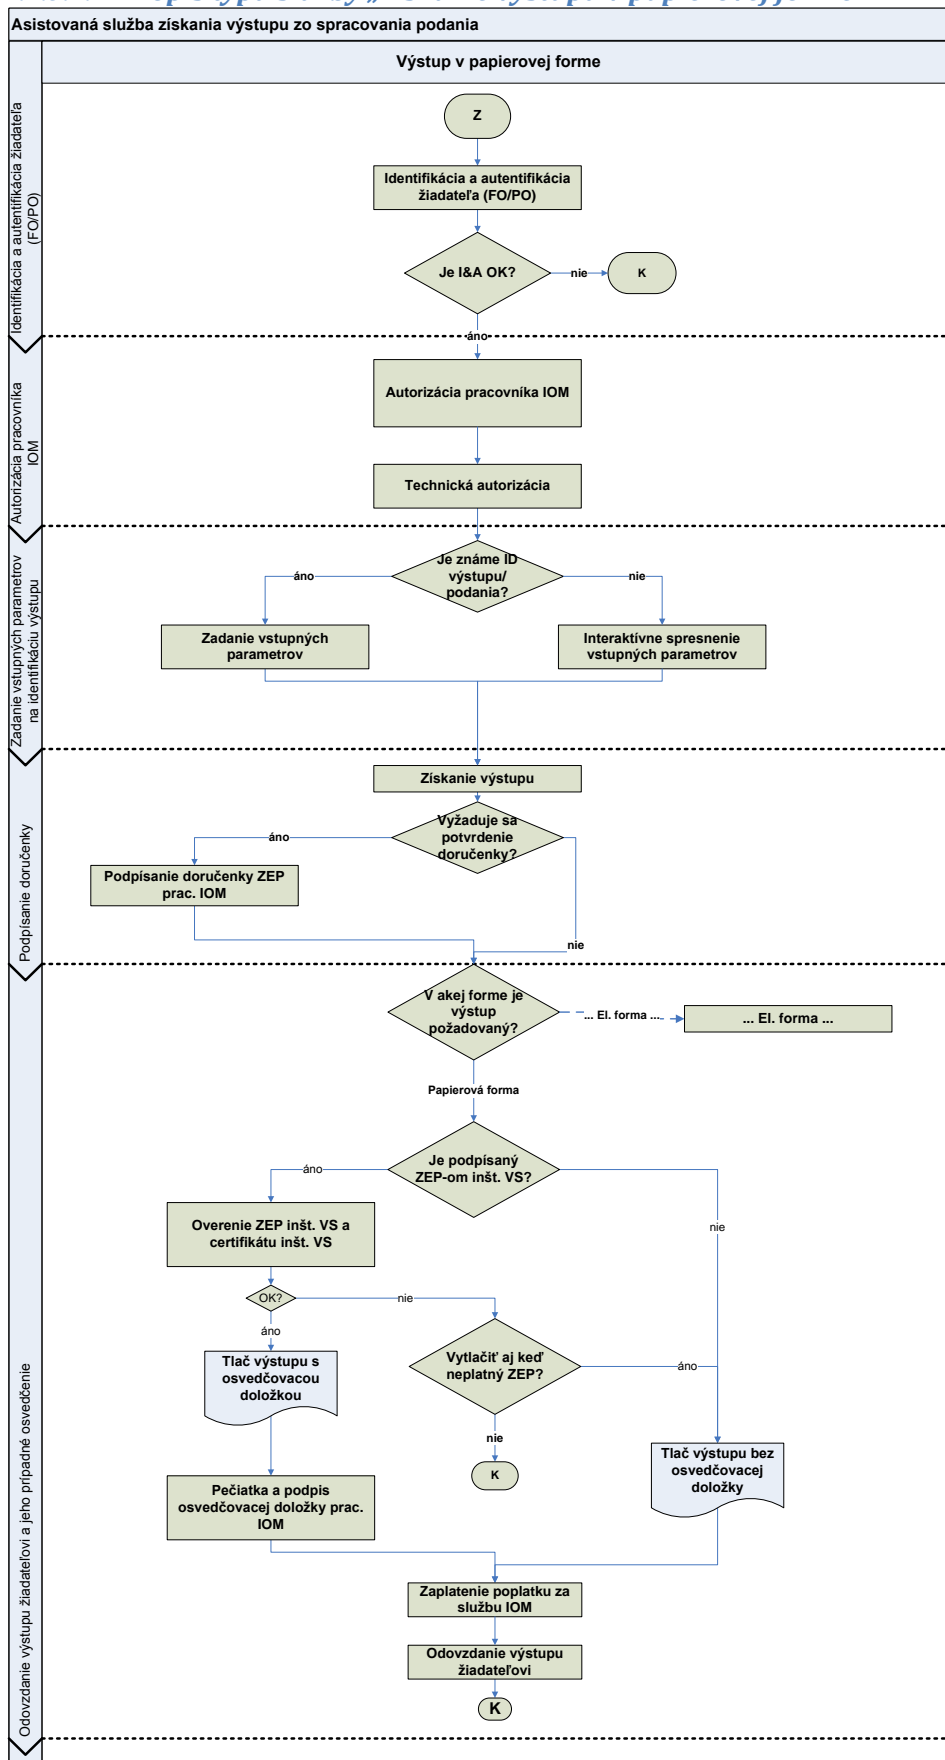 Asistovaná služba získania výstupu zo spracovania podania
Výstup v papierovej forme
Identifikácia a autentifikácia žiadateľa
(FO/PO)
Z
Identifikácia a autentifikácia
žiadateľa (FO/PO)
Je I&A OK?
nie
K
áno
Autorizácia pracovníka
IOM
Autorizácia pracovníka IOM
Technická autorizácia
Zadanie vstupných parametrov
na identifikáciu výstupu
Je známe ID
výstupu/
podania?
áno
nie
Zadanie vstupných
parametrov
Interaktívne spresnenie
vstupných parametrov
Podpísanie doručenky
Získanie výstupu
Vyžaduje sa
potvrdenie
doručenky?
áno
Podpísanie doručenky ZEP
prac. IOM
nie
Odovzdanie výstupu žiadateľovi a jeho prípadné osvedčenie
V akej forme je
výstup
požadovaný?
... El. forma ...
... El. forma ...
Papierová forma
Je podpísaný
ZEP-om inšt. VS?
áno
nie
Overenie ZEP inšt. VS a
certifikátu inšt. VS
OK?
nie
áno
Tlač výstupu s
osvedčovacou
doložkou
Vytlačiť aj keď
neplatný ZEP?
áno
nie
K
Tlač výstupu bez
osvedčovacej
doložky
Pečiatka a podpis
osvedčovacej doložky prac.
IOM
Zaplatenie poplatku za
službu IOM
Odovzdanie výstupu
žiadateľovi
K